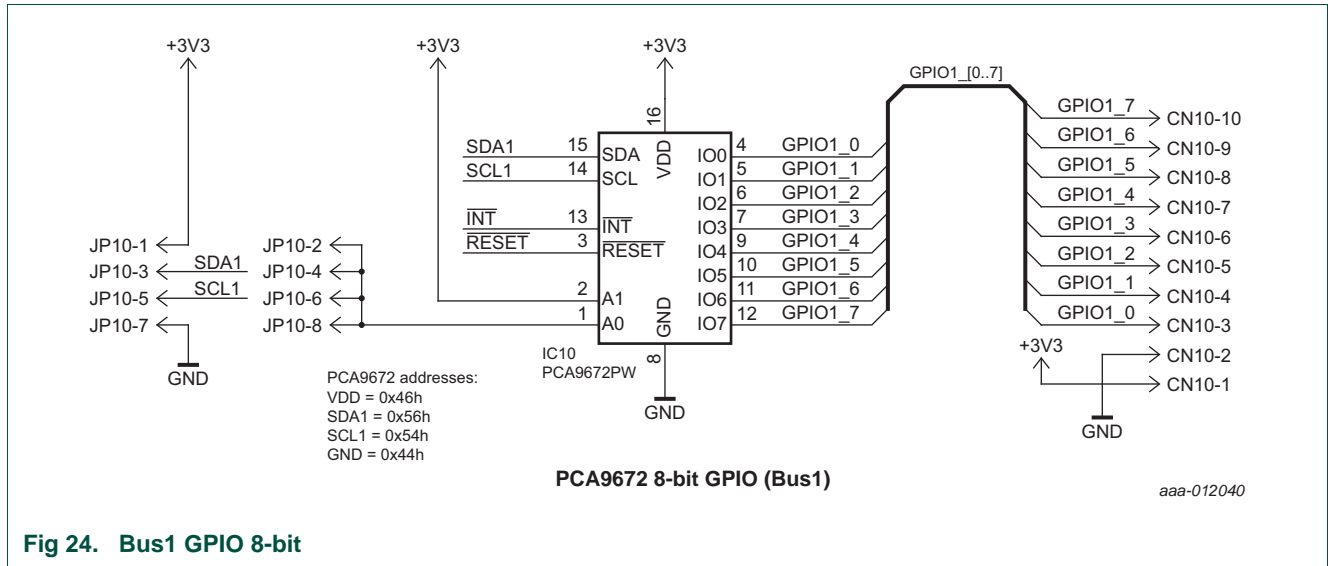 +3V3
+3V3
+3V3
GPIO1_[0..7]
JP10-1
JP10-3
SDA1
JP10-5
SCL1
JP10-7
GND
JP10-2
JP10-4
JP10-6
JP10-8
SDA1
15
SDA
SCL1
14
SCL
INT
13
INT
RESET
3
RESET
2
A1
1
A0
16
VDD
GND
8
GND
IC10
PCA9672PW
IO0
4
GPIO1_0
IO1
5
GPIO1_1
IO2
6
GPIO1_2
IO3
7
GPIO1_3
IO4
9
GPIO1_4
IO5
10
GPIO1_5
IO6
11
GPIO1_6
IO7
12
GPIO1_7
GPIO1_7
CN10-10
GPIO1_6
CN10-9
GPIO1_5
CN10-8
GPIO1_4
CN10-7
GPIO1_3
CN10-6
GPIO1_2
CN10-5
GPIO1_1
CN10-4
GPIO1_0
CN10-3
+3V3
CN10-2
CN10-1
GND
PCA9672 addresses:
VDD = 0x46h
SDA1 = 0x56h
SCL1 = 0x54h
GND = 0x44h
PCA9672 8-bit GPIO (Bus1)
aaa-012040
Fig 24. Bus1 GPIO 8-bit